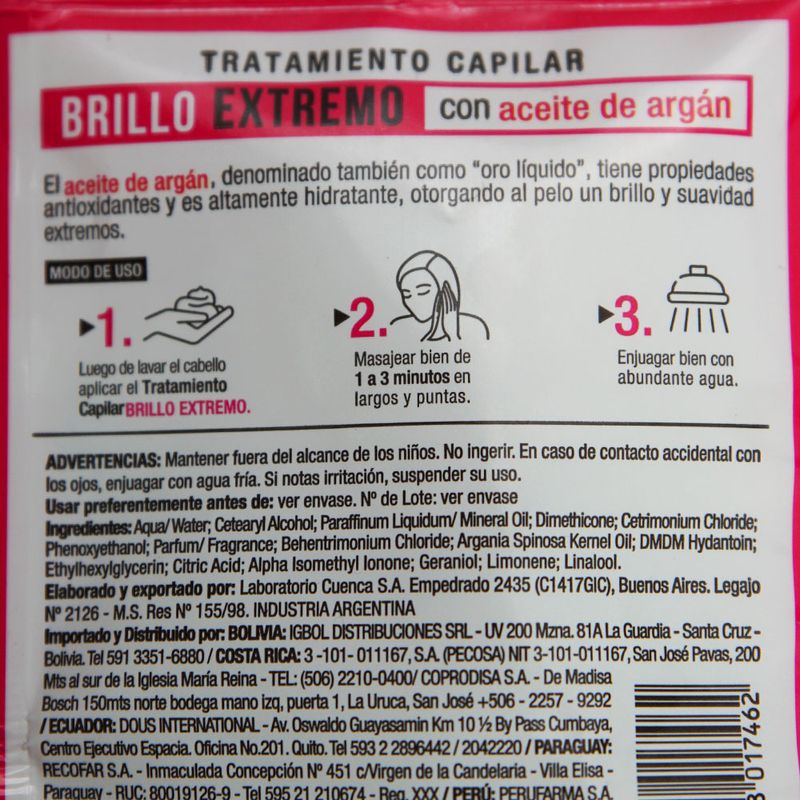 TRATAMIENTO CAPILAR
BRILLO EXTREMO con aceite de argán
El aceite de argán, denominado también como "oro líquido", tiene propiedades
antioxidantes y es altamente hidratante, otorgando al pelo un brillo y suavidad
extremos.
MODO DE USO
1.
Luego de lavar el cabello
aplicar el Tratamiento
Capilar BRILLO EXTREMO.
2.
Masajear bien de
1 a 3 minutos en
largos y puntas.
3.
Enjuagar bien con
abundante agua.
ADVERTENCIAS: Mantener fuera del alcance de los niños. No ingerir. En caso de contacto accidental con
los ojos, enjuagar con agua fría. Si notas irritación, suspender su uso.
Usar preferentemente antes de: ver envase. Nº de Lote: ver envase
Ingredientes: Aqua/ Water; Cetearyl Alcohol; Paraffinum Liquidum/ Mineral Oil; Dimethicone; Cetrimonium Chloride;
Phenoxyethanol; Parfum/ Fragrance; Behentrimonium Chloride; Argania Spinosa Kernel Oil; DMDM Hydantoin;
Ethylhexylglycerin; Citric Acid; Alpha Isomethyl Ionone; Geraniol; Limonene; Linalool.
Elaborado y exportado por: Laboratorio Cuenca S.A. Empedrado 2435 (C1417GIC), Buenos Aires. Legajo
Nº 2126 - M.S. Res Nº 155/98. INDUSTRIA ARGENTINA
Importado y Distribuido por: BOLIVIA: IGBOL DISTRIBUCIONES SRL - UV 200 Mzna. 81A La Guardia - Santa Cruz -
Bolivia. Tel 591 3351-6880 / COSTA RICA: 3 -101- 011167, S.A. (PECOSA) NIT 3-101-011167, San José Pavas, 200
Mts al sur de la Iglesia María Reina - TEL: (506) 2210-0400/ COPRODISA S.A. - De Madisa
Bosch 150mts norte bodega mano izq, puerta 1, La Uruca, San José +506 - 2257 - 9292
/ ECUADOR: DOUS INTERNATIONAL - Av. Oswaldo Guayasamin Km 10 ½ By Pass Cumbaya,
Centro Ejecutivo Espacia. Oficina No.201. Quito. Tel 593 2 2896442 / 2042220 / PARAGUAY:
RECOFAR S.A. - Inmaculada Concepción Nº 451 c/Virgen de la Candelaria - Villa Elisa -
Paraguay - RUC: 80019126-9 - Tel 595 21 210674 - Reg. XXX / PERÚ: PERUFARMA S.A.
3 017462